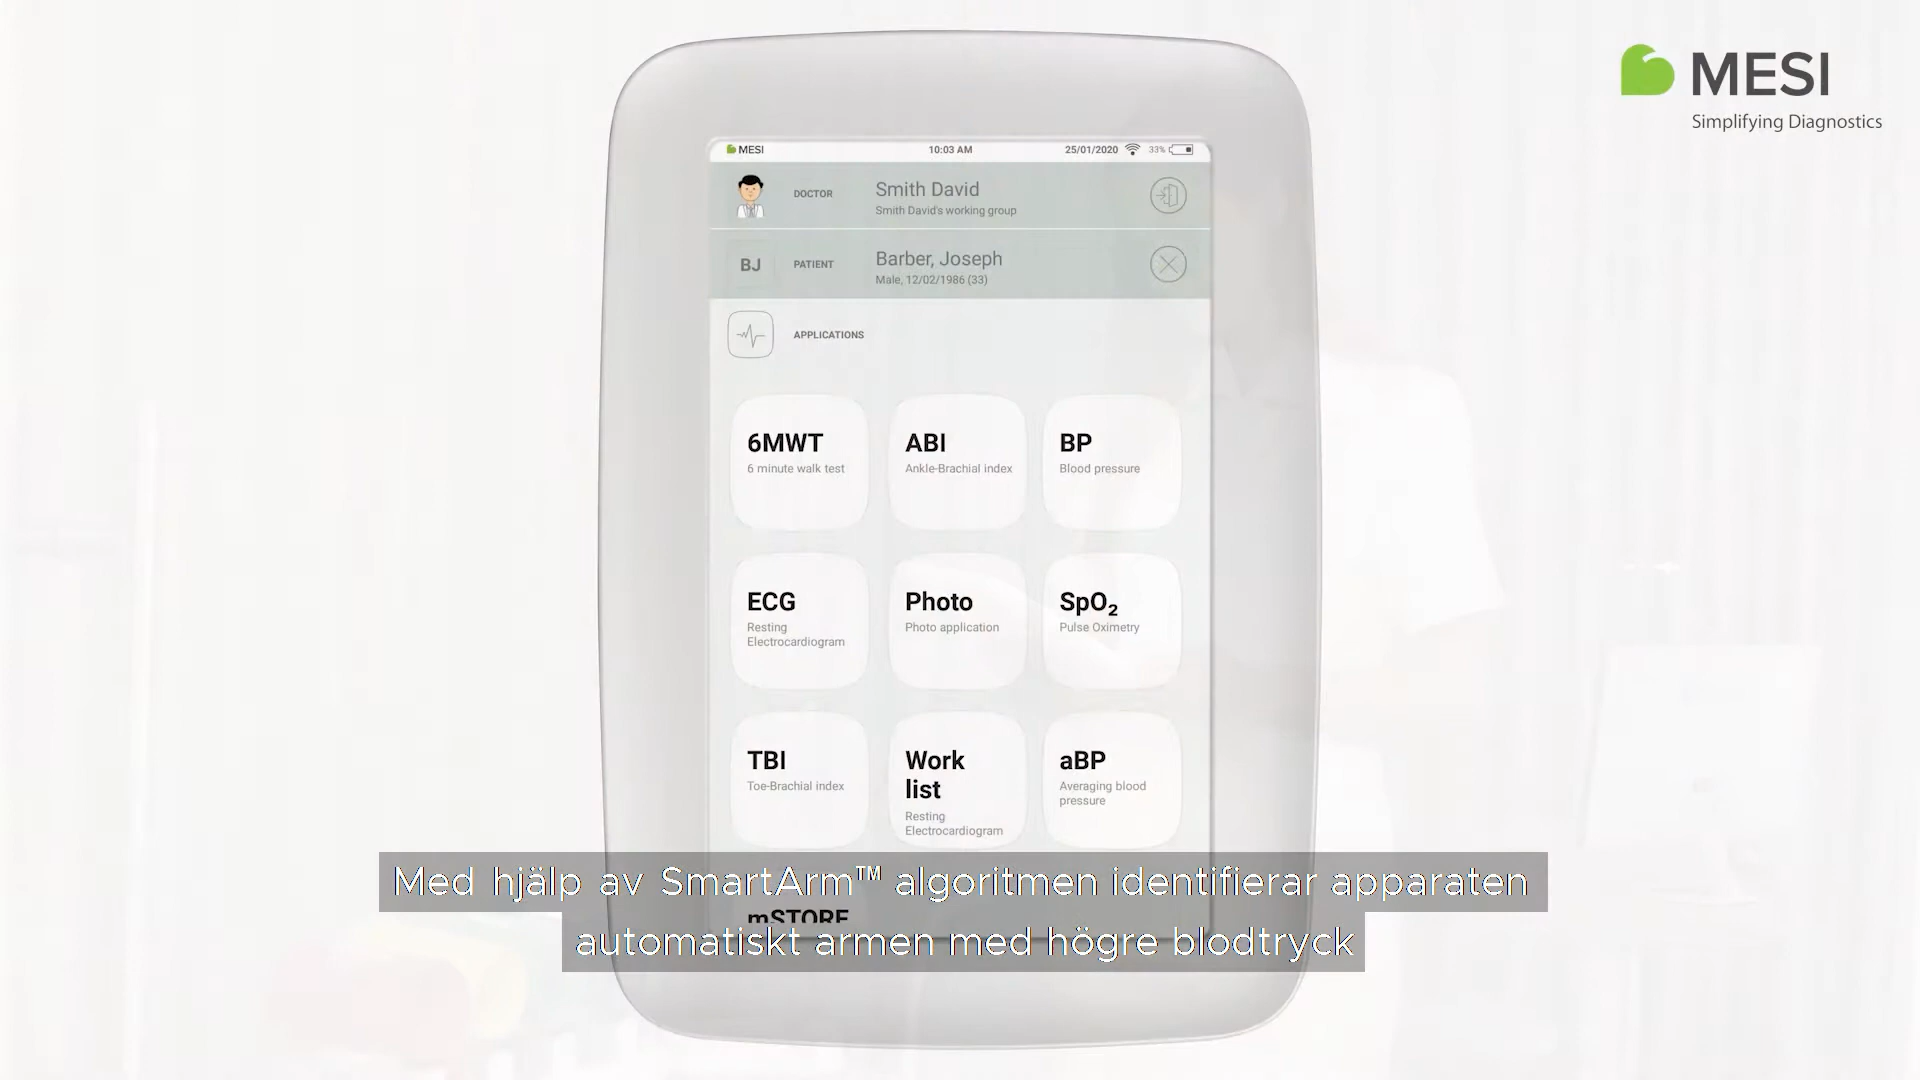 MESI
Simplifying Diagnostics
MESI 10:03 AM 25/01/2020 33%
DOCTOR Smith David
Smith David's working group
BJ PATIENT Barber, Joseph
Male, 12/02/1986 (33)
APPLICATIONS
6MWT
6 minute walk test
ABI
Ankle-Brachial index
BP
Blood pressure
ECG
Resting
Electrocardiogram
Photo
Photo application
SpO₂
Pulse Oximetry
TBI
Toe-Brachial index
Work
list
Resting
Electrocardiogram
aBP
Averaging blood
pressure
mSTORE
Med hjälp av SmartArm™ algoritmen identifierar apparaten
automatiskt armen med högre blodtryck